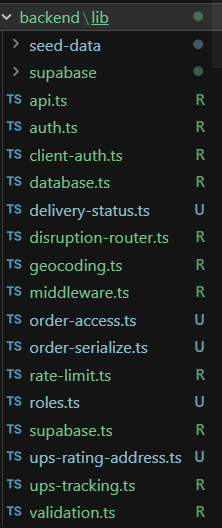 backend\lib
seed-data
supabase
TS api.ts R
TS auth.ts R
TS client-auth.ts R
TS database.ts R
TS delivery-status.ts U
TS disruption-router.ts R
TS geocoding.ts R
TS middleware.ts R
TS order-access.ts U
TS order-serialize.ts U
TS rate-limit.ts R
TS roles.ts U
TS supabase.ts R
TS ups-rating-address.ts U
TS ups-tracking.ts R
TS validation.ts R